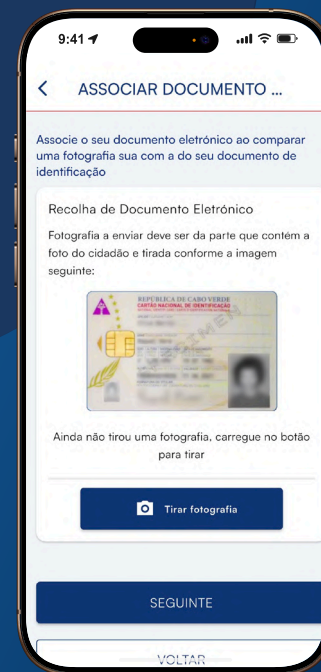 9:41
ASSOCIAR DOCUMENTO ...
Associe o seu documento eletrónico ao comparar
uma fotografia sua com a do seu documento de
identificação
Recolha de Documento Eletrónico
Fotografia a enviar deve ser da parte que contém a
foto do cidadão e tirada conforme a imagem
seguinte:
REPÚBLICA DE CABO VERDE
CARTÃO NACIONAL DE IDENTIFICAÇÃO
SPECIMEN
Ainda não tirou uma fotografia, carregue no botão
para tirar
Tirar fotografia
SEGUINTE
VOLTAR